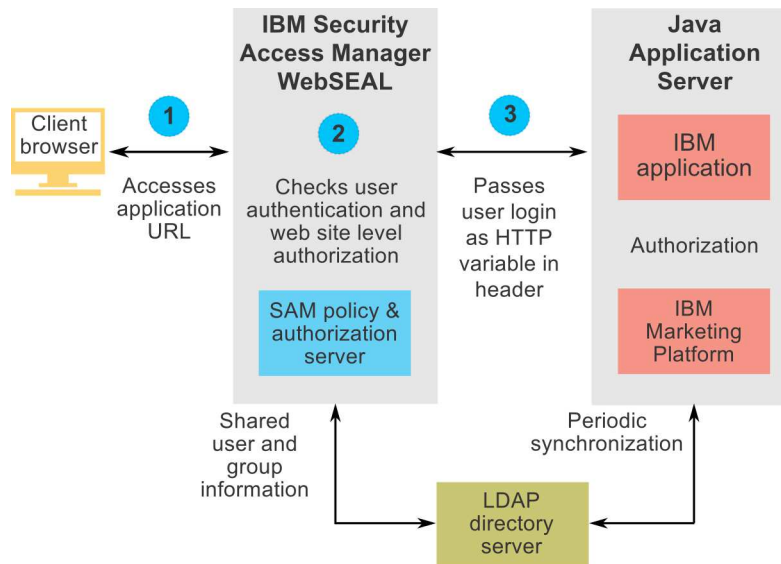 IBM Security
Access Manager
WebSEAL
Java
Application
Server
Client
browser
1
2
3
IBM
application
Accesses
application
URL
Checks user
authentication and
web site level
authorization
Passes
user login
as HTTP
variable in
header
Authorization
SAM policy &
authorization
server
IBM
Marketing
Platform
Shared
user and
group
information
Periodic
synchronization
LDAP
directory
server